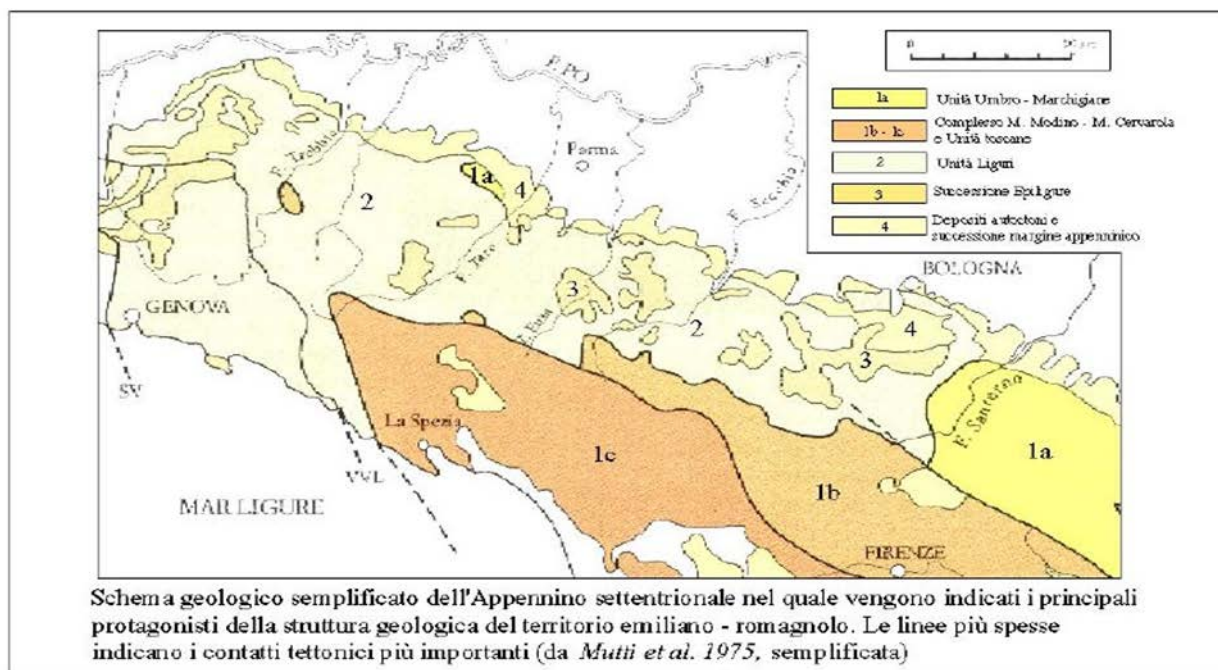 0
P. PO
F. Trebbia
Parma
1a
0 50 km
1a Unità Umbro - Marchigiane
1b - 1c Complesso M. Modino - M. Cervarola
e Unità toscane
2 Unità Liguri
3 Successione Epiligure
4 Depositi autoctoni e
successione margine appenninico
4
2
F. Secchia
F. Taro
BOLOGNA
GENOVA
3
F. Enza
2
4
3
SV
F. Santerno
La Spezia
1c
1a
VVL
1b
MAR LIGURE
FIRENZE
Schema geologico semplificato dell'Appennino settentrionale nel quale vengono indicati i principali
protagonisti della struttura geologica del territorio emiliano - romagnolo. Le linee più spesse
indicano i contatti tettonici più importanti (da Mutti et al. 1975, semplificata)